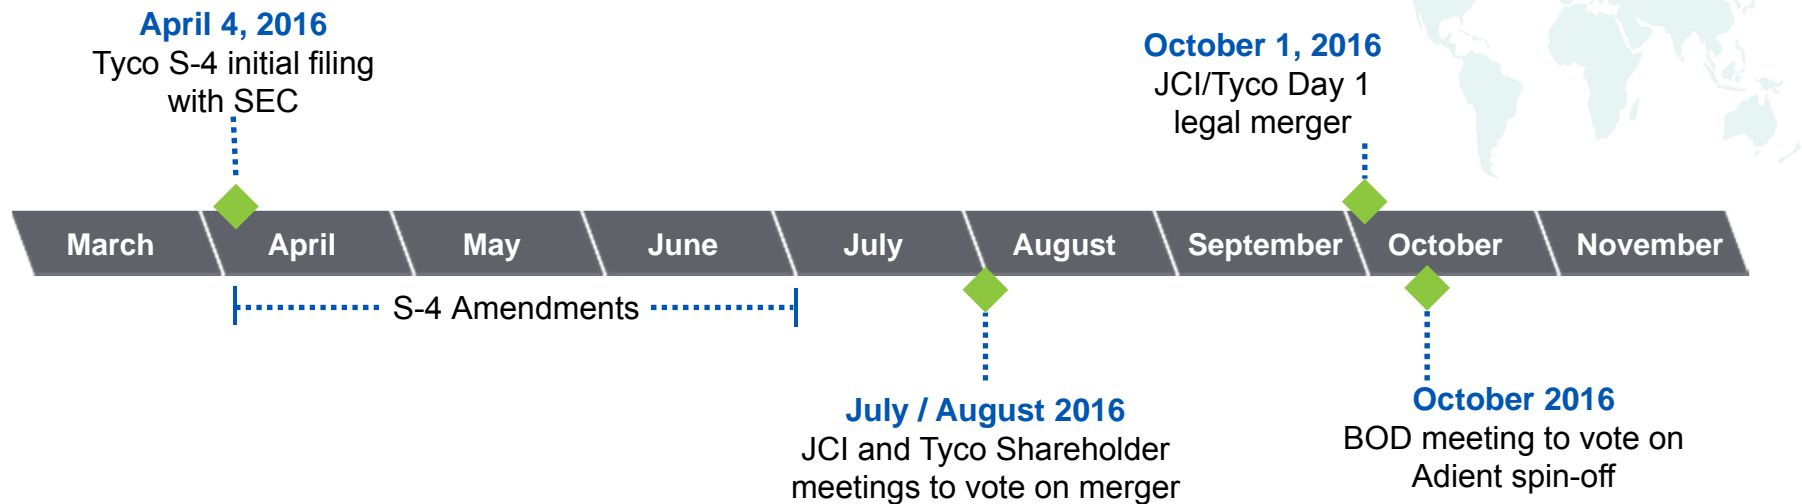 April 4, 2016
Tyco S-4 initial filing
with SEC
October 1, 2016
JCI/Tyco Day 1
legal merger
March
April
May
June
July
August
September
October
November
S-4 Amendments
July / August 2016
JCI and Tyco Shareholder
meetings to vote on merger
October 2016
BOD meeting to vote on
Adient spin-off